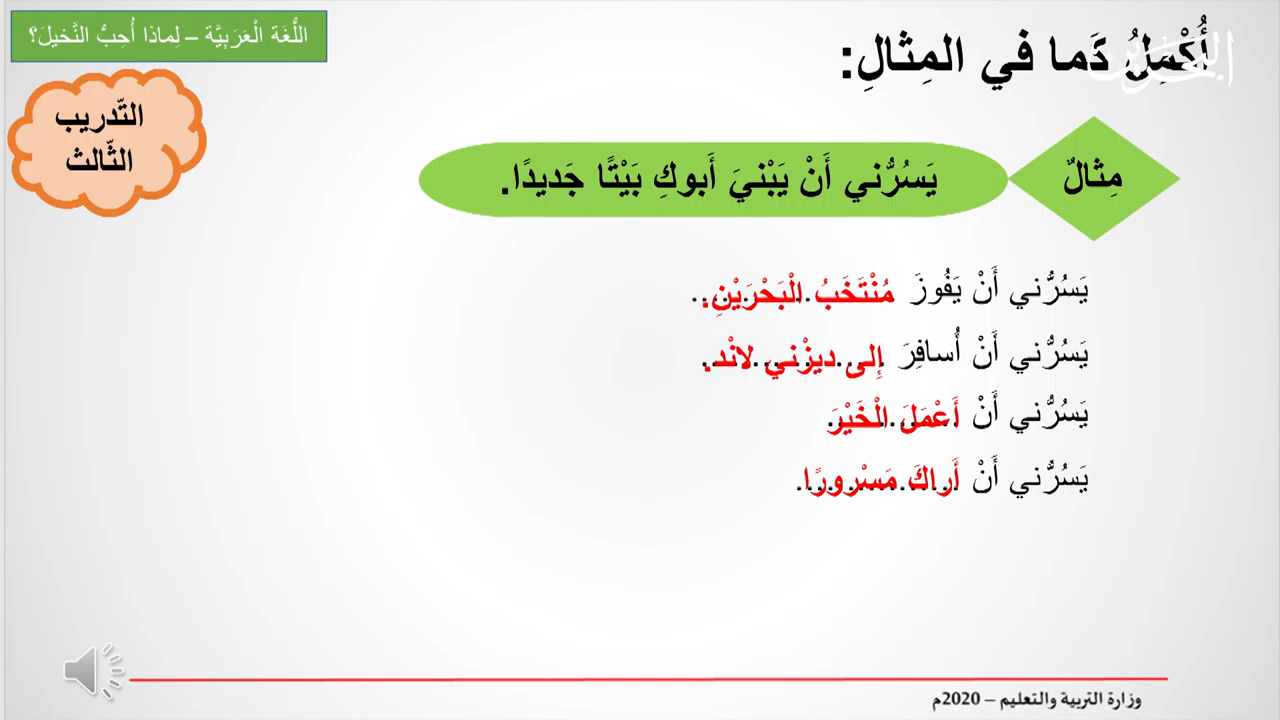 اللُّغَة الْعَرَبِيَّة – لِماذا أُحِبُّ النَّخيلَ؟
أُكْمِلُ كَما في المِثالِ:
التّدريب
الثّالث
مِثالٌ
يَسُرُّني أَنْ يَبْنيَ أَبوكِ بَيْتًا جَديدًا.
يَسُرُّني أَنْ يَفُوزَ مُنْتَخَبُ الْبَحْرَيْنِ.
يَسُرُّني أَنْ أُسافِرَ إِلى ديزْني لانْد.
يَسُرُّني أَنْ أَعْمَلَ الْخَيْرَ.
يَسُرُّني أَنْ أَراكَ مَسْرورًا.
وزارة التربية والتعليم – 2020م